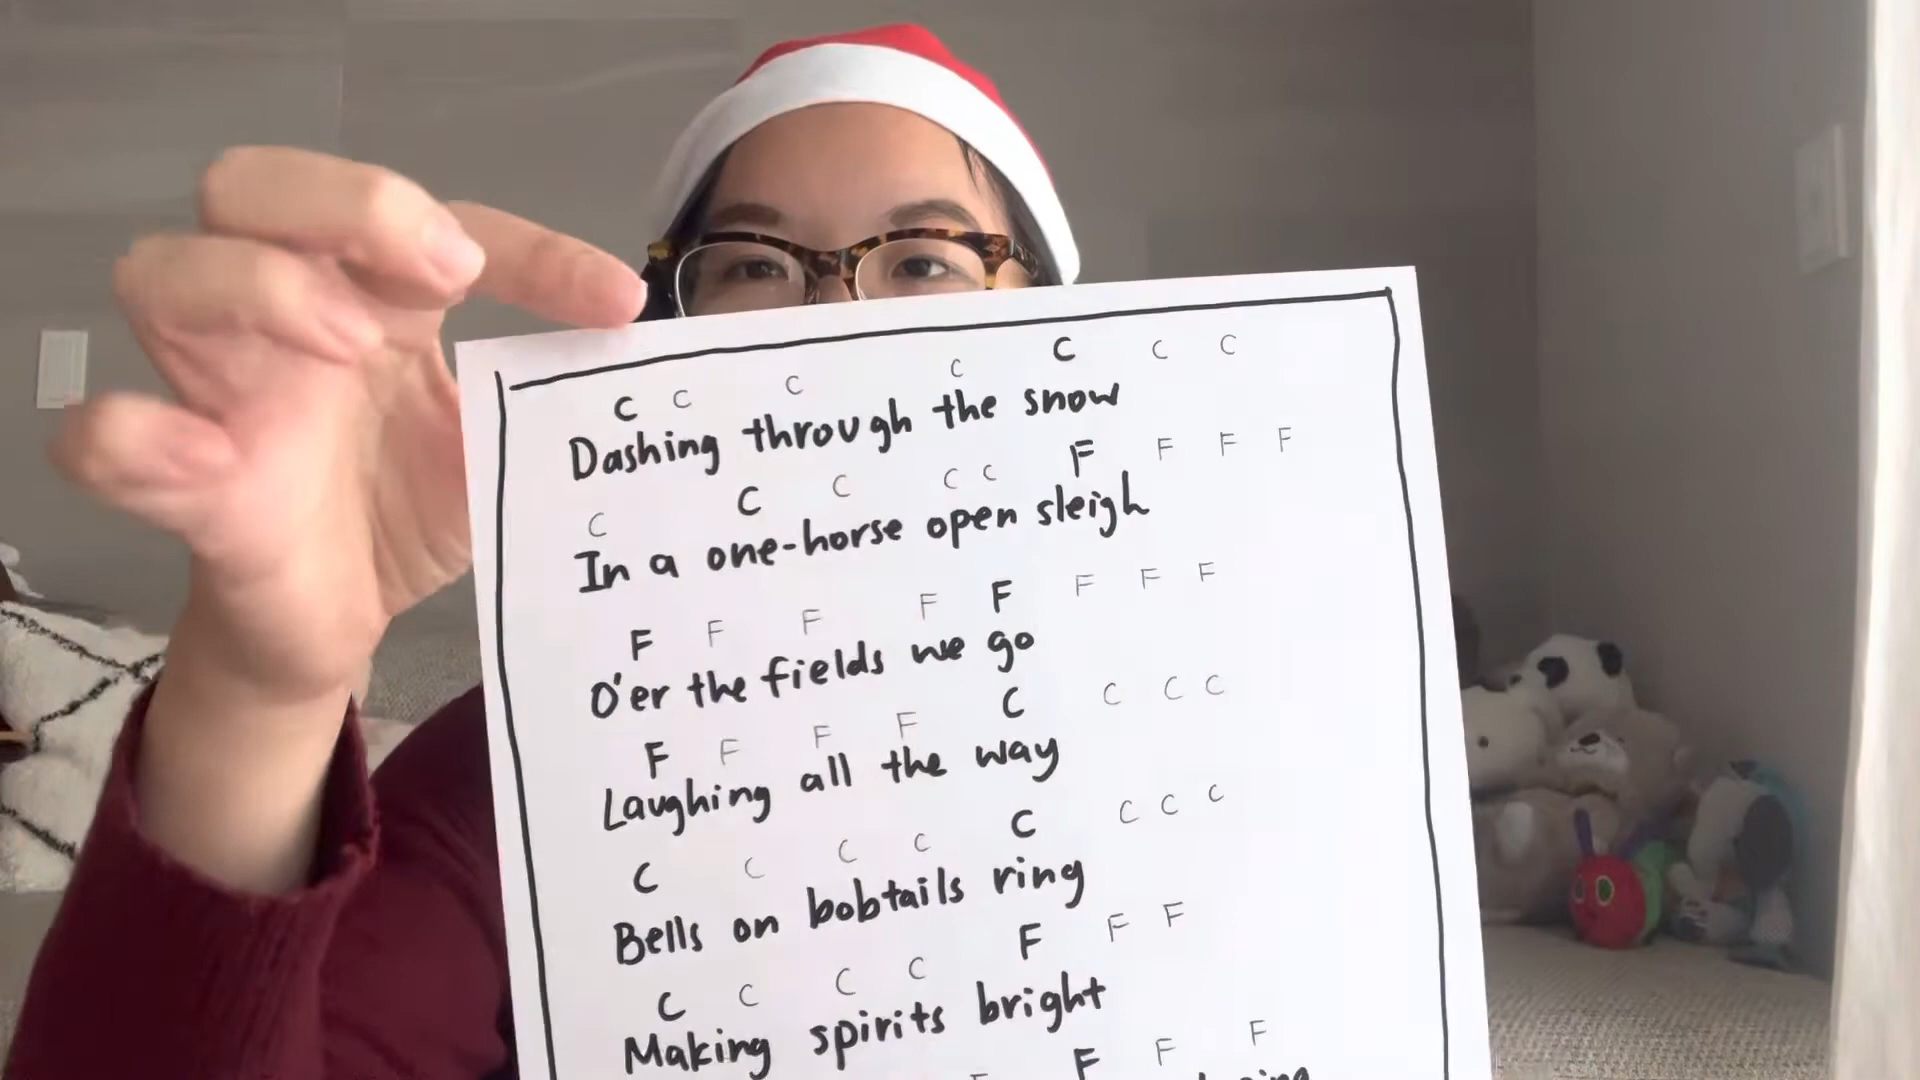 C C C C C C C
Dashing through the snow
C C C C C F F F F
In a one-horse open sleigh
F F F F F F F F
O'er the fields we go
F F F F C C C C
Laughing all the way
C C C C C C C C
Bells on bobtails ring
C C C C F F F
Making spirits bright
F F F